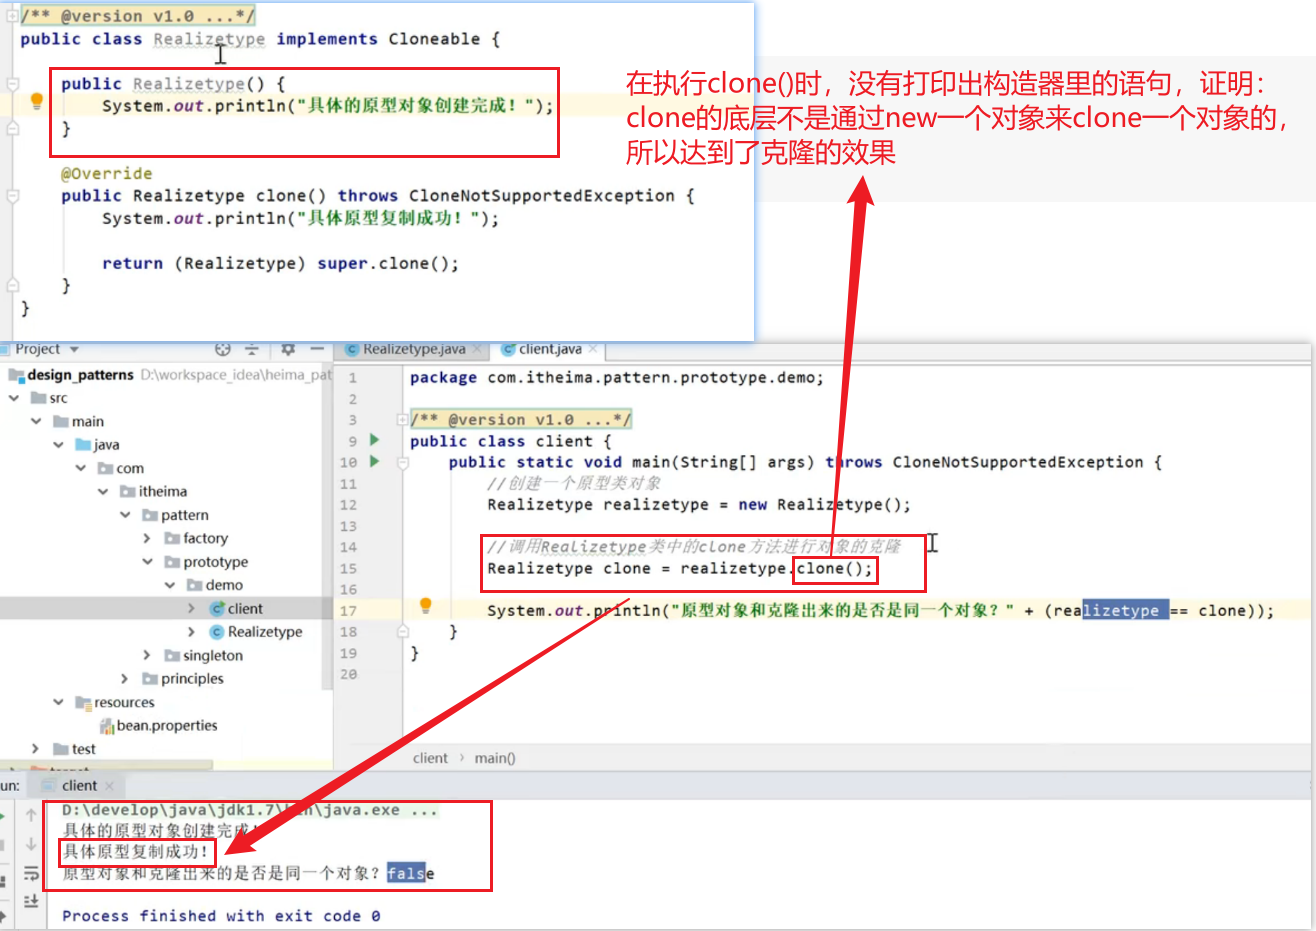 /** @version v1.0 ...*/
public class Realizetype implements Cloneable {
public Realizetype() {
System.out.println("具体的原型对象创建完成！");
}
@Override
public Realizetype clone() throws CloneNotSupportedException {
System.out.println("具体原型复制成功！");
return (Realizetype) super.clone();
}
}
在执行clone()时，没有打印出构造器里的语句，证明：
clone的底层不是通过new一个对象来clone一个对象的，
所以达到了克隆的效果
Project
design_patterns D:\workspace_idea\heima_pat
src
main
java
com
itheima
pattern
factory
prototype
demo
client
Realizetype
singleton
principles
resources
bean.properties
test
Realizetype.java client.java
1 package com.itheima.pattern.prototype.demo;
2
3 /** @version v1.0 ...*/
9 public class client {
10 public static void main(String[] args) throws CloneNotSupportedException {
11 //创建一个原型类对象
12 Realizetype realizetype = new Realizetype();
13
14 //调用Realizetype类中的clone方法进行对象的克隆
15 Realizetype clone = realizetype.clone();
16
17 System.out.println("原型对象和克隆出来的是否是同一个对象？" + (realizetype == clone));
18 }
19 }
20
client › main()
un: client
D:\develop\java\jdk1.7\bin\java.exe ...
具体的原型对象创建完成！
具体原型复制成功！
原型对象和克隆出来的是否是同一个对象？false
Process finished with exit code 0